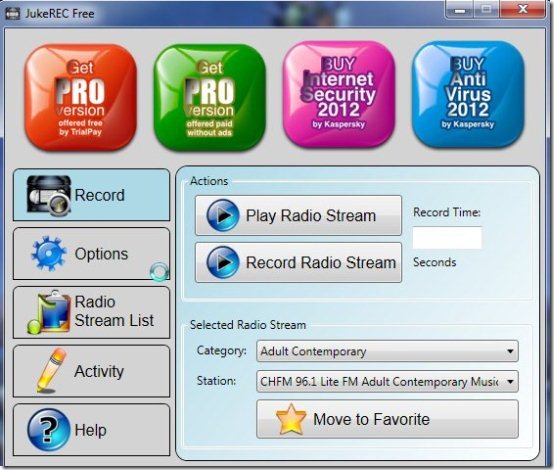 JukeREC Free
Get
PRO
version
offered free
by TrialPay
Get
PRO
version
offered paid
without ads
BUY
Internet
Security
2012
by Kaspersky
BUY
Anti
Virus
2012
by Kaspersky
Record
Options
Radio
Stream List
Activity
Help
Actions
Play Radio Stream
Record Radio Stream
Record Time:
Seconds
Selected Radio Stream
Category:
Adult Contemporary
Station:
CHFM 96.1 Lite FM Adult Contemporary Music
Move to Favorite